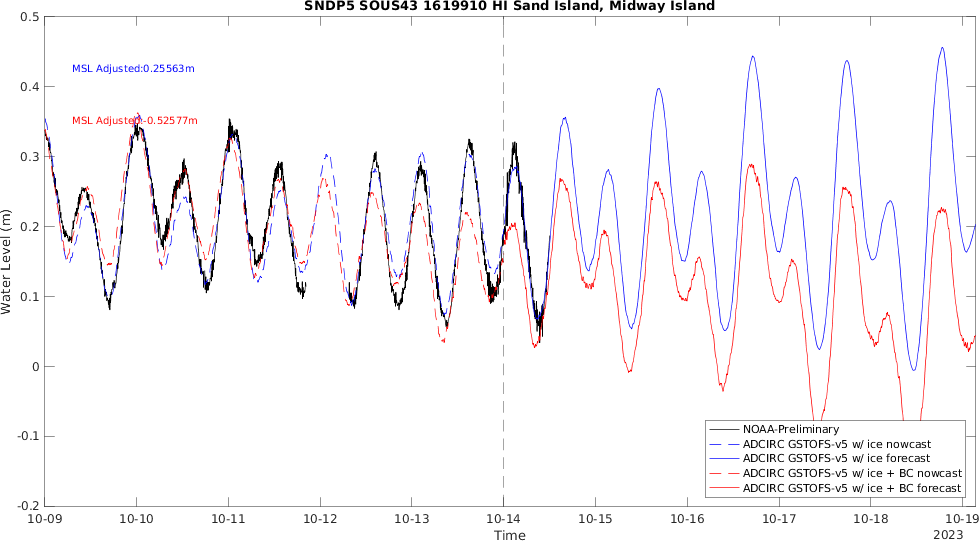 SNDP5 SOUS43 1619910 HI Sand Island, Midway Island
0.5
0.4
0.3
0.2
0.1
0
-0.1
-0.2
Water Level (m)
MSL Adjusted:0.25563m
MSL Adjusted:-0.52577m
NOAA-Preliminary
ADCIRC GSTOFS-v5 w/ ice nowcast
ADCIRC GSTOFS-v5 w/ ice forecast
ADCIRC GSTOFS-v5 w/ ice + BC nowcast
ADCIRC GSTOFS-v5 w/ ice + BC forecast
10-09 10-10 10-11 10-12 10-13 10-14 10-15 10-16 10-17 10-18 10-19
Time
2023